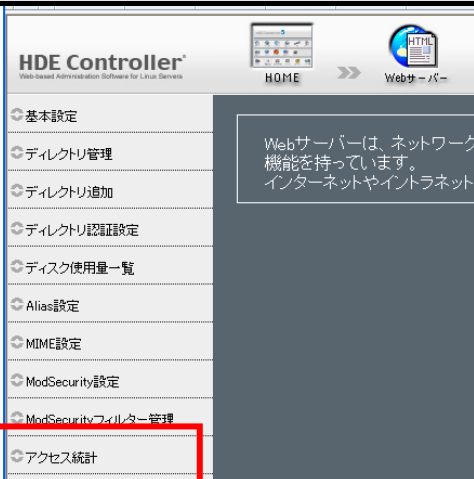 HDE Controller
Web-based Administration Software for Linux Servers
HOME
HTML
Webサーバー
基本設定
ディレクトリ管理
ディレクトリ追加
ディレクトリ認証設定
ディスク使用量一覧
Alias設定
MIME設定
ModSecurity設定
ModSecurityフィルター管理
アクセス統計
Webサーバーは、ネットワーク
機能を持っています。
インターネットやイントラネット